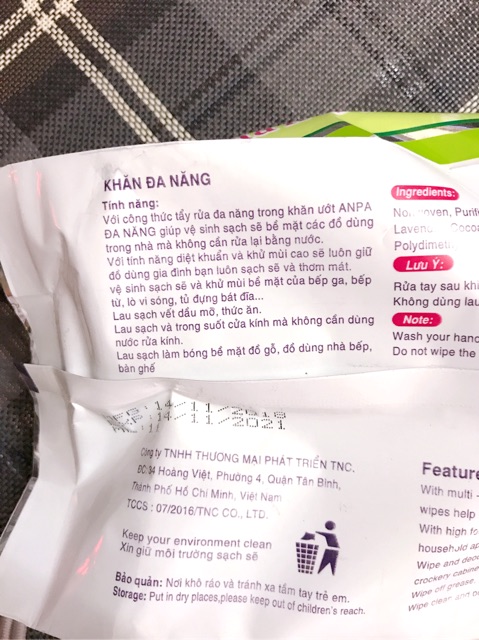 KHĂN ĐA NĂNG
Tính năng:
Với công thức tẩy rửa đa năng trong khăn ướt ANPA
ĐA NĂNG giúp vệ sinh sạch sẽ bề mặt các đồ dùng
trong nhà mà không cần rửa lại bằng nước.
Với tính năng diệt khuẩn và khử mùi cao sẽ luôn giữ
đồ dùng gia đình bạn luôn sạch sẽ và thơm mát.
vệ sinh sạch sẽ và khử mùi bề mặt của bếp ga, bếp
từ, lò vi sóng, tủ đựng bát đĩa...
Lau sạch vết dầu mỡ, thức ăn.
Lau sạch và trong suốt cửa kính mà không cần dùng
nước rửa kính.
Lau sạch làm bóng bề mặt đồ gỗ, đồ dùng nhà bếp,
bàn ghế
Ingredients:
Lưu Ý:
Rửa tay sau
Không dùng lau
Note:
Wash your
Do not wipe the
14/11/2018
14/11/2021
Công ty TNHH THƯƠNG MẠI PHÁT TRIỂN TNC.
ĐC: 34 Hoàng Việt, Phường 4, Quận Tân Bình,
Thành Phố Hồ Chí Minh, Việt Nam
TCCS : 07/2016/TNC CO., LTD.
Keep your environment clean
Xin giữ môi trường sạch sẽ
Bảo quản: Nơi khô ráo và tránh xa tầm tay trẻ em.
Storage: Put in dry places,please keep out of children's reach.
With multi -
wipes help
With high
household
Wipe and
crockery
Wipe off grease.
Wipe clean and